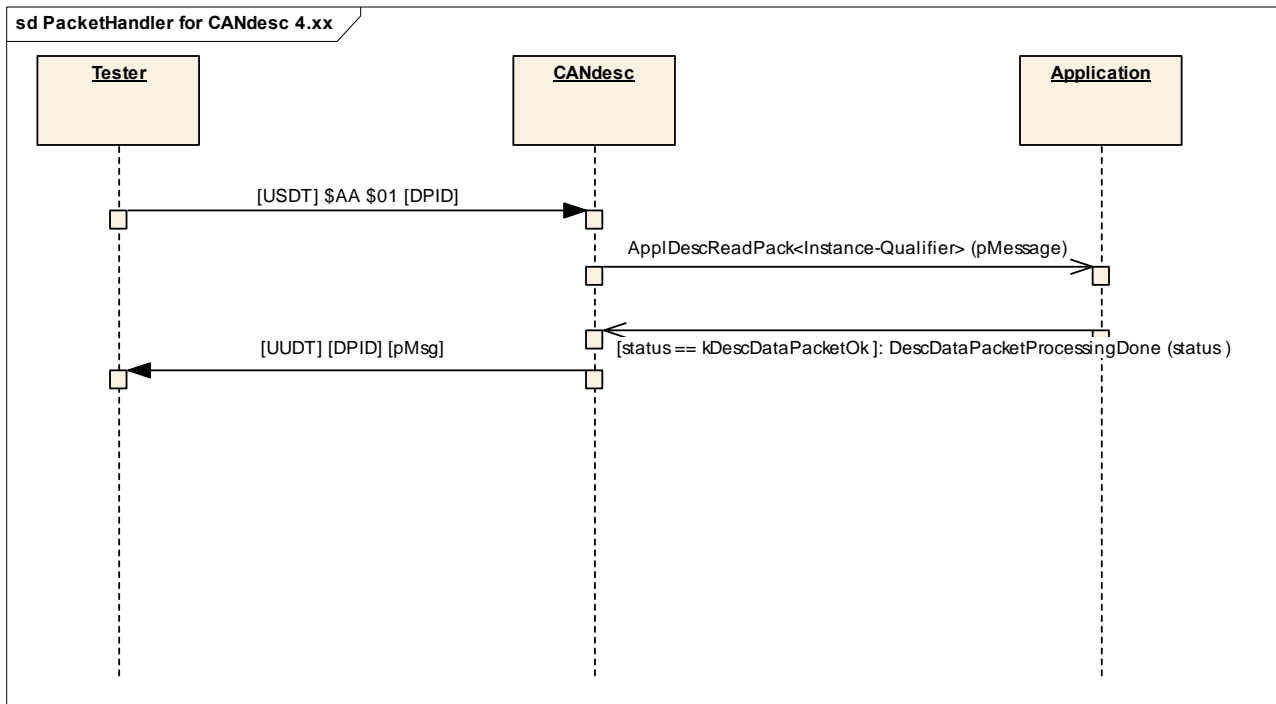 sd PacketHandler for CANdesc 4.xx
Tester
CANdesc
Application
[USDT] $AA $01 [DPID]
ApplDescReadPack<Instance-Qualifier> (pMessage)
[UUDT] [DPID] [pMsg]
[status == kDescDataPacketOk]: DescDataPacketProcessingDone (status )